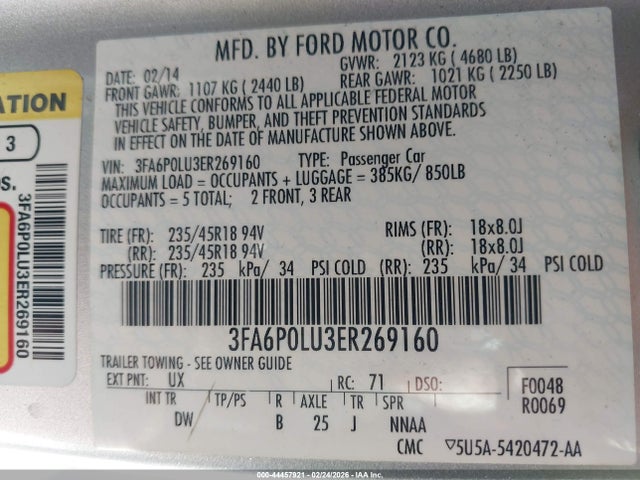 MFD. BY FORD MOTOR CO.
DATE: 02/14 GVWR: 2123 KG ( 4680 LB)
FRONT GAWR: 1107 KG ( 2440 LB) REAR GAWR: 1021 KG ( 2250 LB)
THIS VEHICLE CONFORMS TO ALL APPLICABLE FEDERAL MOTOR
VEHICLE SAFETY, BUMPER, AND THEFT PREVENTION STANDARDS
IN EFFECT ON THE DATE OF MANUFACTURE SHOWN ABOVE.
VIN: 3FA6P0LU3ER269160 TYPE: Passenger Car
MAXIMUM LOAD = OCCUPANTS + LUGGAGE = 385KG/ 850LB
OCCUPANTS = 5 TOTAL; 2 FRONT, 3 REAR
TIRE (FR): 235/45R18 94V RIMS (FR): 18x8.0J
(RR): 235/45R18 94V (RR): 18x8.0J
PRESSURE (FR): 235 kPa/ 34 PSI COLD (RR): 235 kPa/ 34 PSI COLD
3FA6P0LU3ER269160
TRAILER TOWING - SEE OWNER GUIDE
EXT PNT: UX RC: 71 DSO: F0048
INT TR TP/PS R AXLE TR SPR R0069
DW B 25 J NNAA
CMC ▽5U5A-5420472-AA
ATION
3
OS.
3FA6P0LU3ER269160
000-44457921 - 02/24/2026 - IAA Inc.